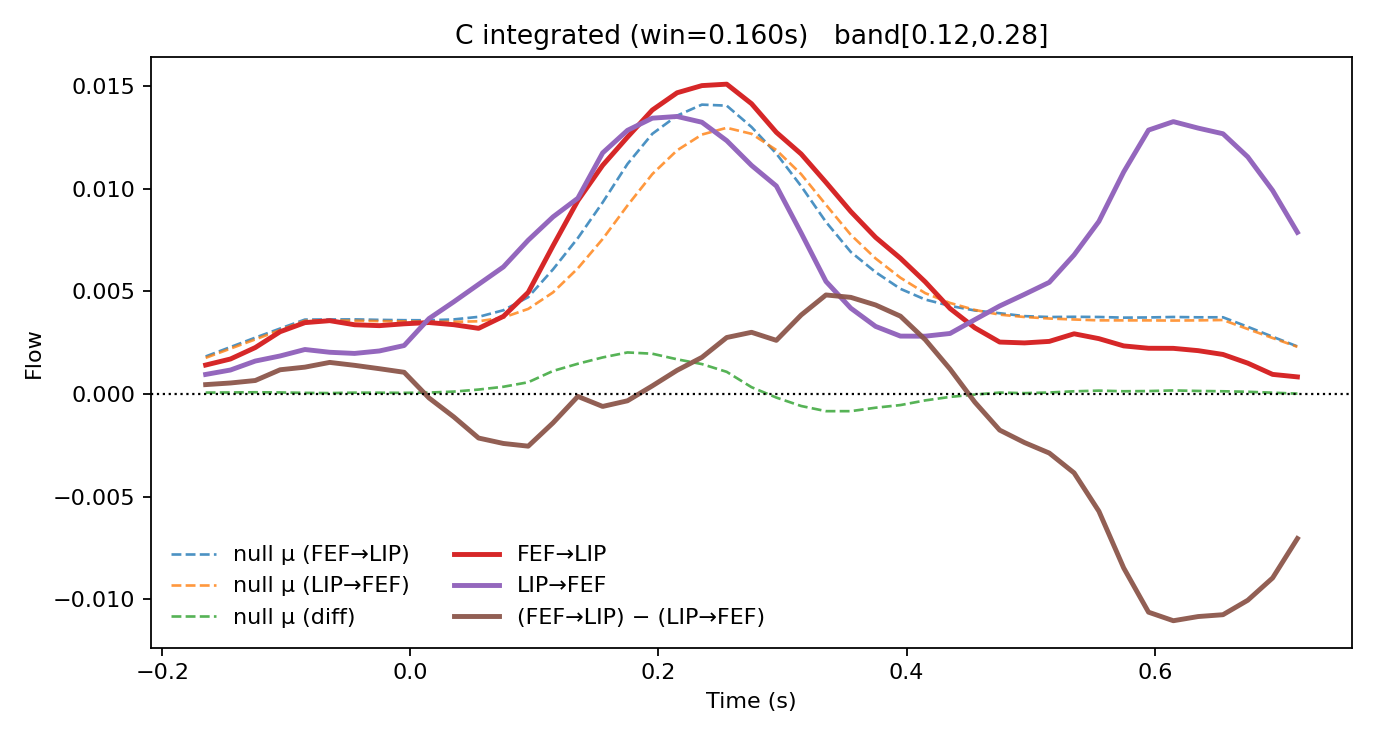 C integrated (win=0.160s)   band[0.12,0.28]
Flow
0.015
0.010
0.005
0.000
−0.005
−0.010
null μ (FEF→LIP)
null μ (LIP→FEF)
null μ (diff)
FEF→LIP
LIP→FEF
(FEF→LIP) − (LIP→FEF)
−0.2
0.0
0.2
0.4
0.6
Time (s)